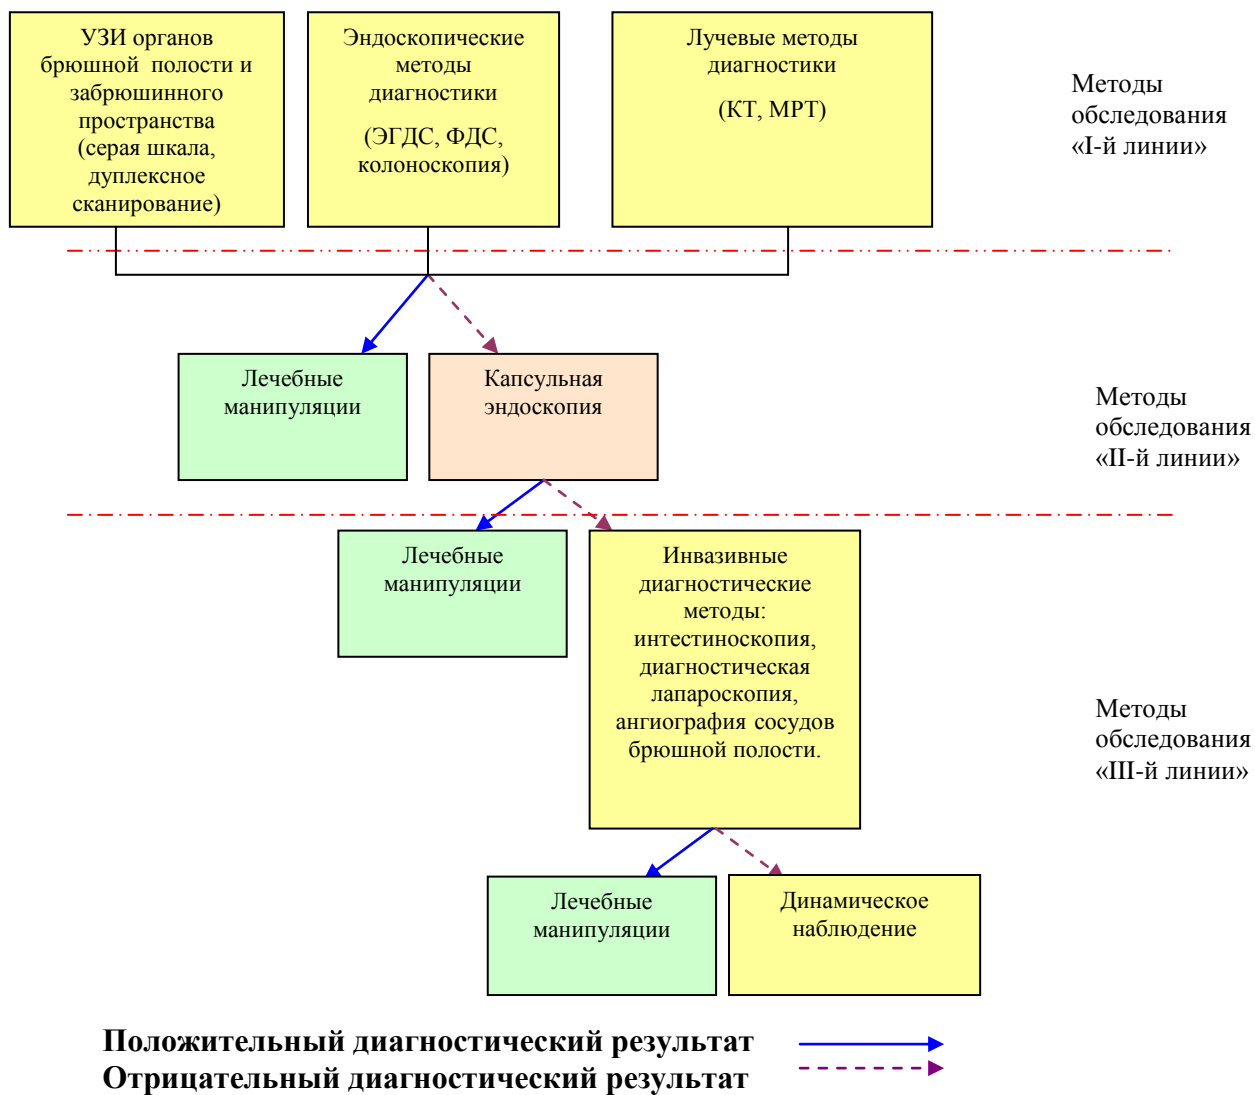 УЗИ органов
брюшной полости и
забрюшинного
пространства
(серая шкала,
дуплексное
сканирование)
Эндоскопические
методы
диагностики
(ЭГДС, ФДС,
колоноскопия)
Лучевые методы
диагностики
(КТ, МРТ)
Методы
обследования
«I-й линии»
Лечебные
манипуляции
Капсульная
эндоскопия
Методы
обследования
«II-й линии»
Лечебные
манипуляции
Инвазивные
диагностические
методы:
интестиноскопия,
диагностическая
лапароскопия,
ангиография сосудов
брюшной полости.
Методы
обследования
«III-й линии»
Лечебные
манипуляции
Динамическое
наблюдение
Положительный диагностический результат
Отрицательный диагностический результат